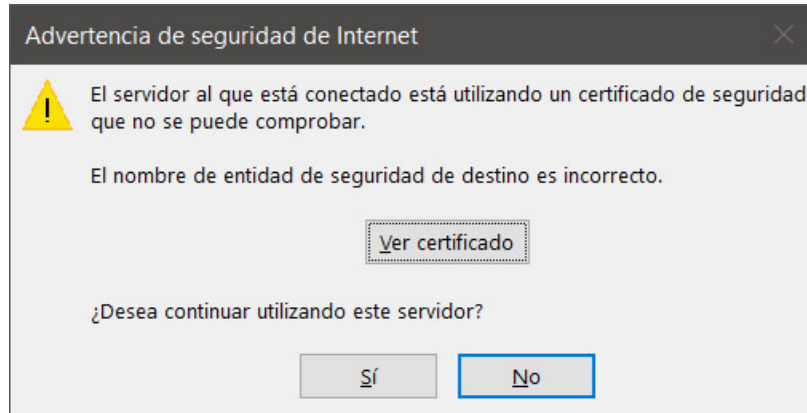 Advertencia de seguridad de Internet
El servidor al que está conectado está utilizando un certificado de seguridad
que no se puede comprobar.
El nombre de entidad de seguridad de destino es incorrecto.
Ver certificado
¿Desea continuar utilizando este servidor?
Sí No